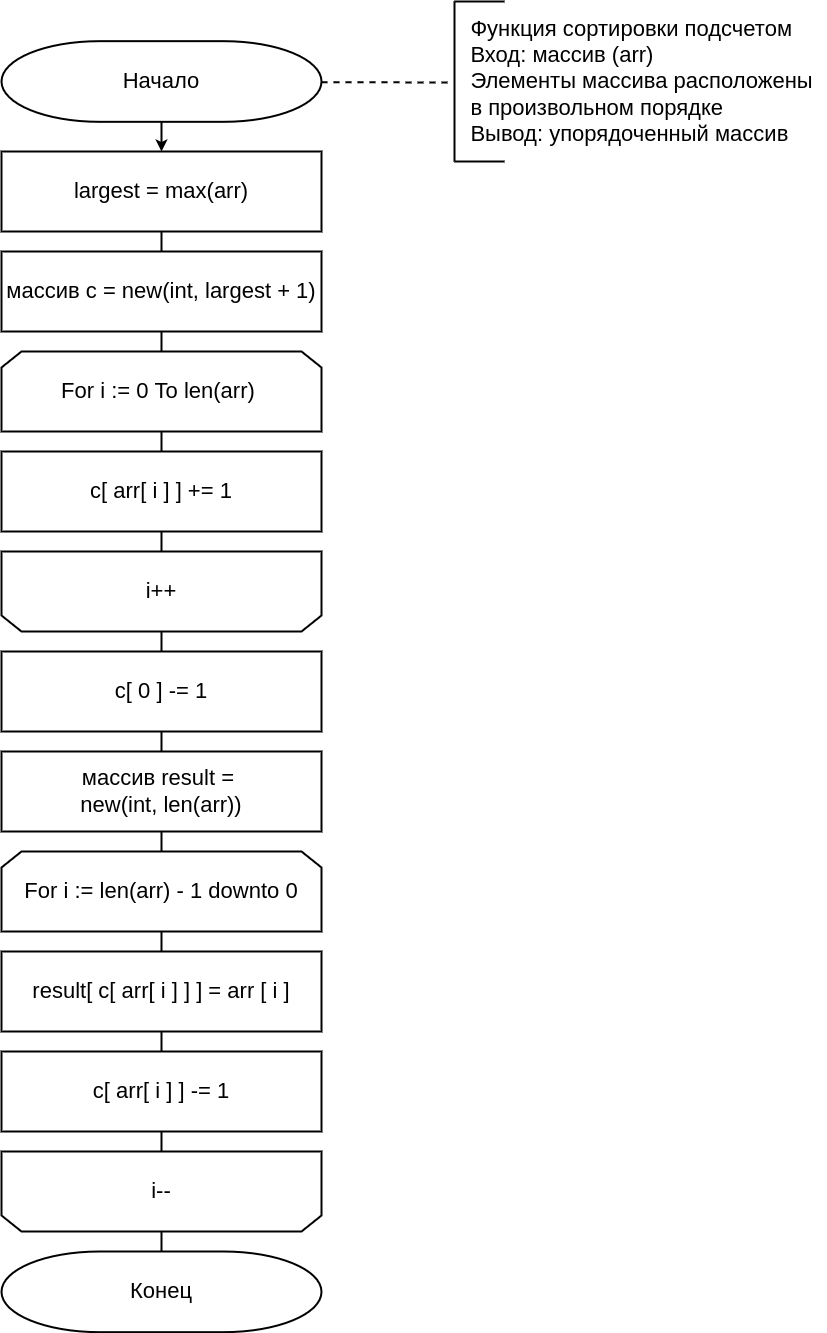 Начало
Функция сортировки подсчетом
Вход: массив (arr)
Элементы массива расположены
в произвольном порядке
Вывод: упорядоченный массив
largest = max(arr)
массив c = new(int, largest + 1)
For i := 0 To len(arr)
c[ arr[ i ] ] += 1
i++
c[ 0 ] -= 1
массив result =
new(int, len(arr))
For i := len(arr) - 1 downto 0
result[ c[ arr[ i ] ] ] = arr [ i ]
c[ arr[ i ] ] -= 1
i--
Конец